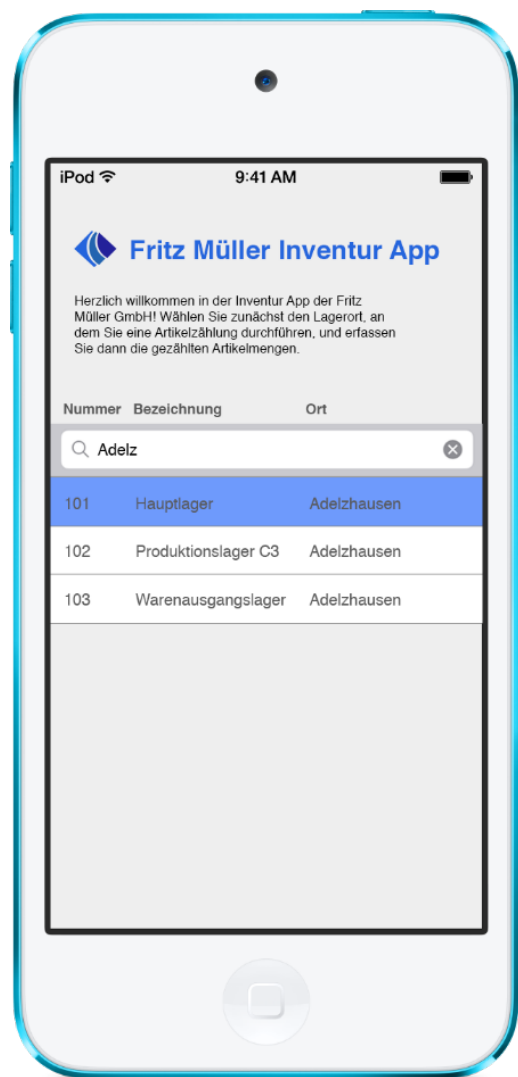 iPod 9:41 AM
Fritz Müller Inventur App
Herzlich willkommen in der Inventur App der Fritz
Müller GmbH! Wählen Sie zunächst den Lagerort, an
dem Sie eine Artikelzählung durchführen, und erfassen
Sie dann die gezählten Artikelmengen.
Nummer Bezeichnung Ort
Adelz
101 Hauptlager Adelzhausen
102 Produktionslager C3 Adelzhausen
103 Warenausgangslager Adelzhausen